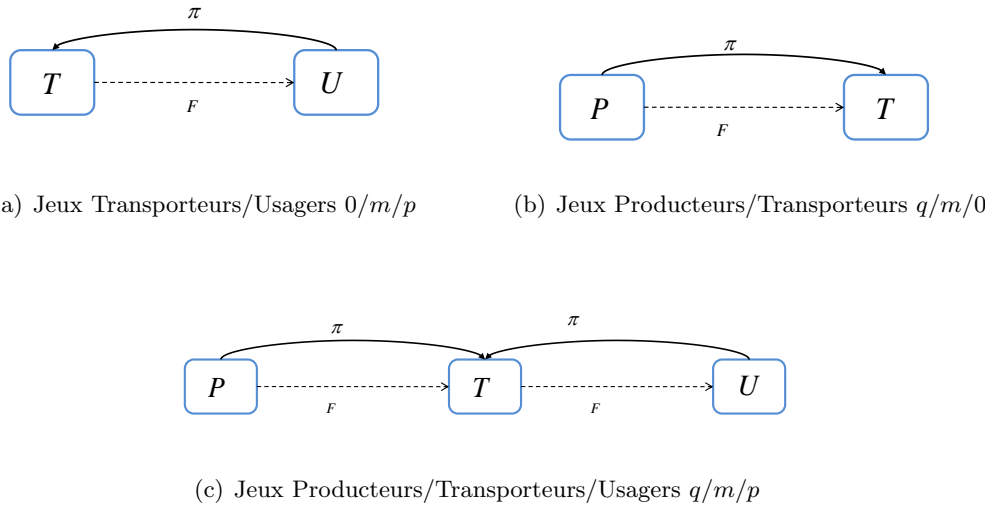 π
T
U
F
π
P
T
F
a) Jeux Transporteurs/Usagers 0/m/p
(b) Jeux Producteurs/Transporteurs q/m/0
π
π
P
T
U
F
F
(c) Jeux Producteurs/Transporteurs/Usagers q/m/p